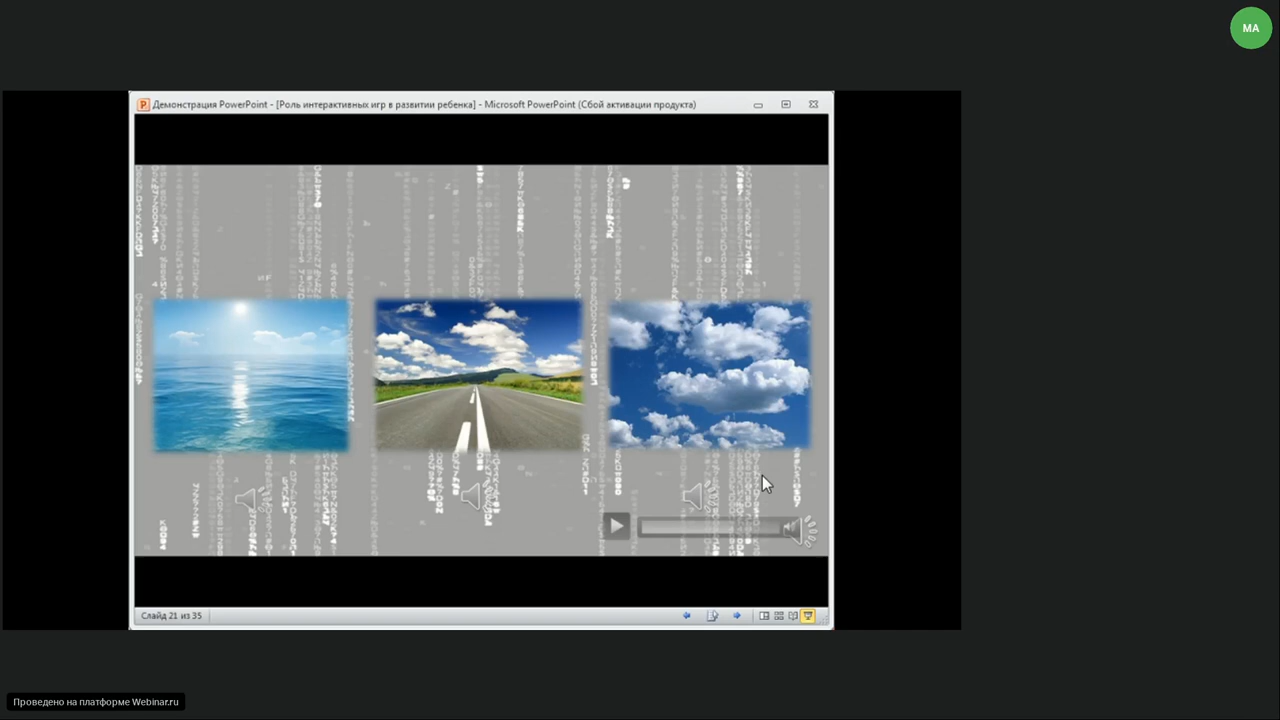 МА
Демонстрация PowerPoint - [Роль интерактивных игр в развитии ребенка] - Microsoft PowerPoint (Сбой активации продукта)
Слайд 21 из 35
Проведено на платформе Webinar.ru